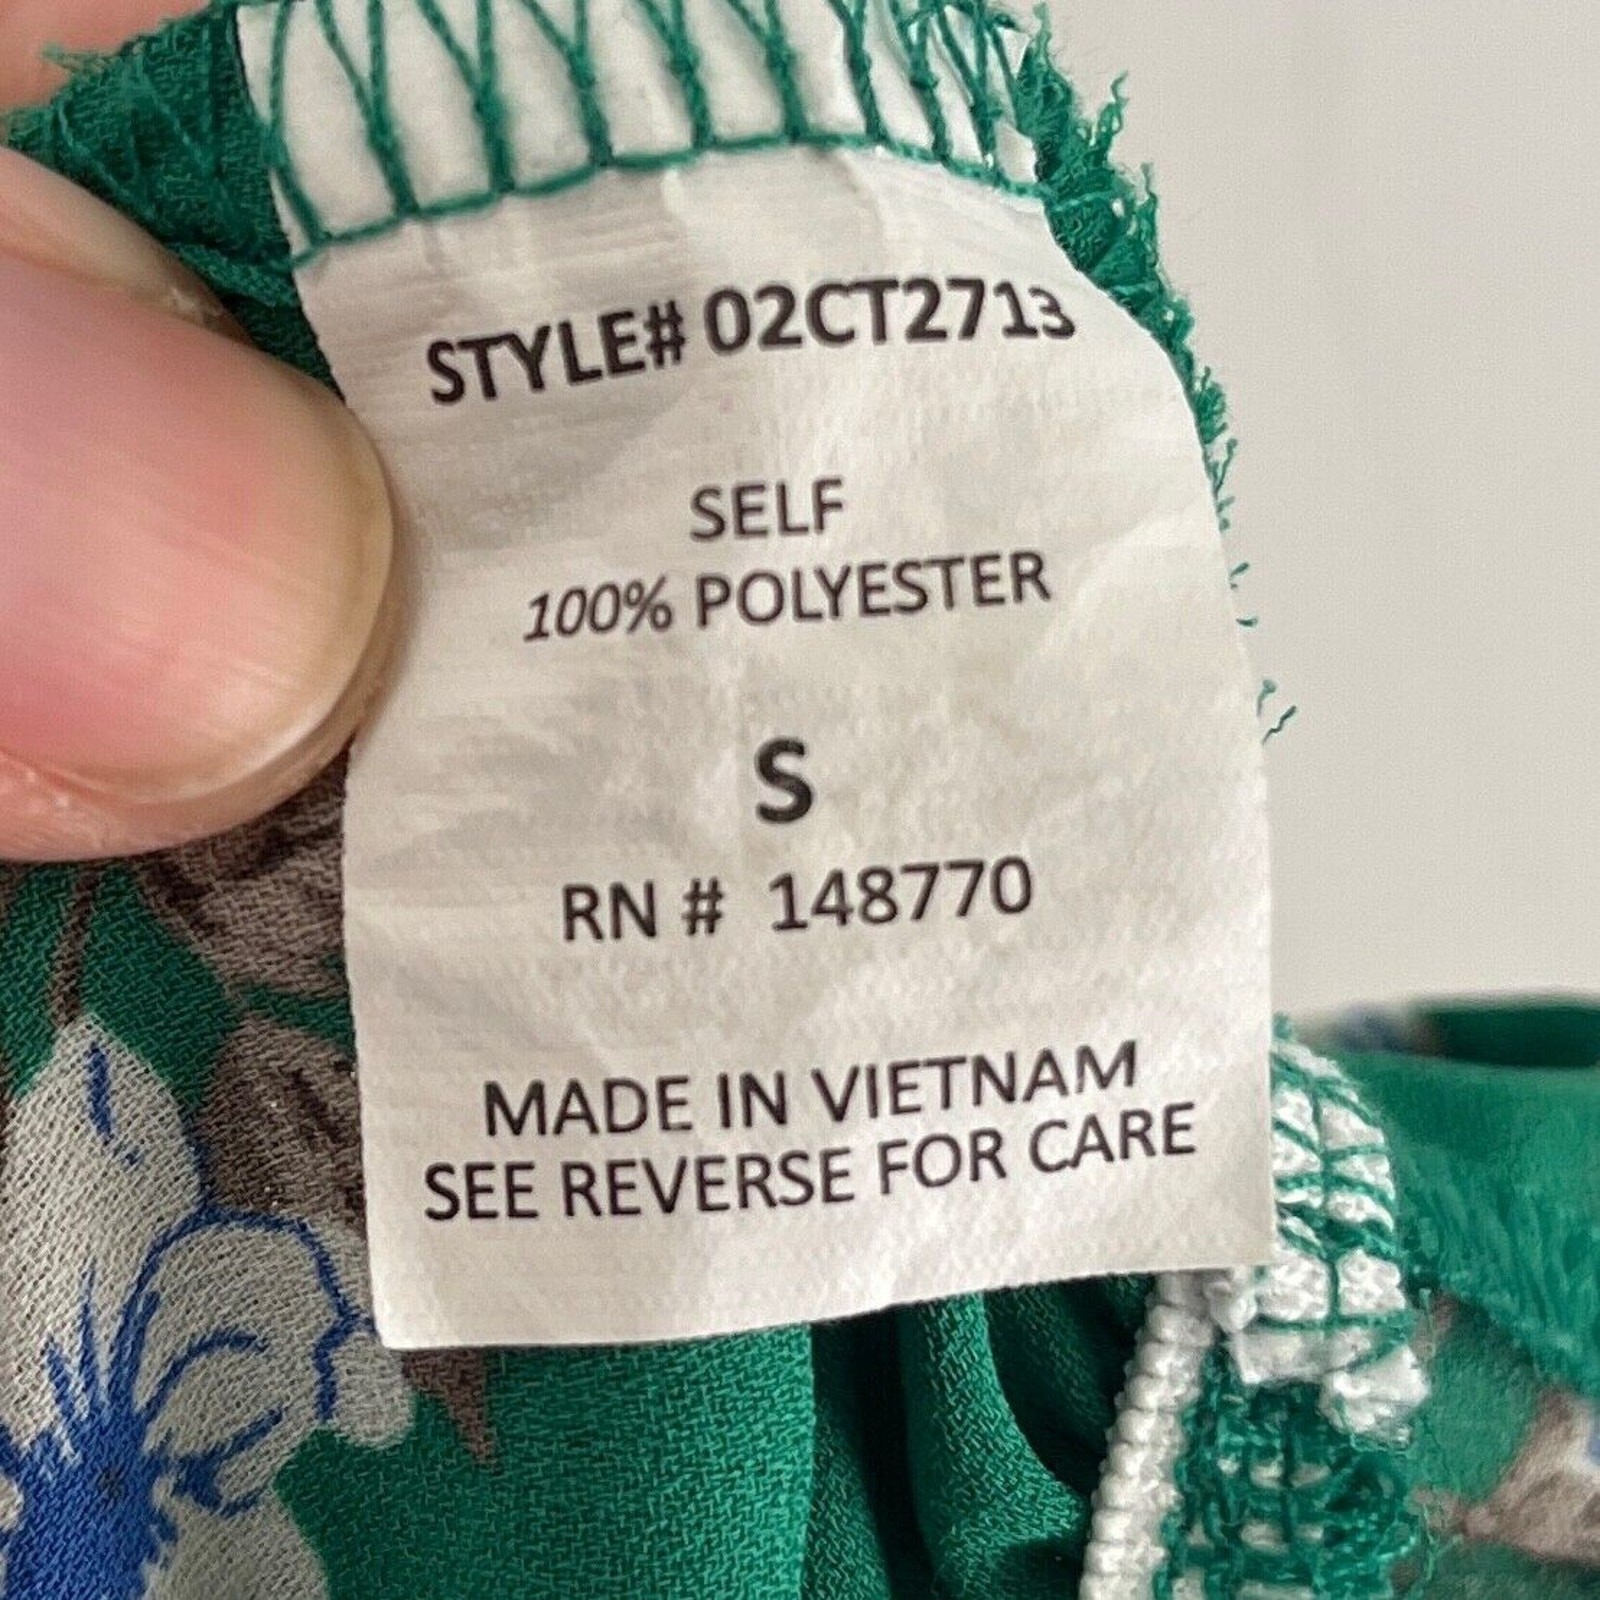 STYLE# 02CT2713
SELF
100% POLYESTER
S
RN # 148770
MADE IN VIETNAM
SEE REVERSE FOR CARE